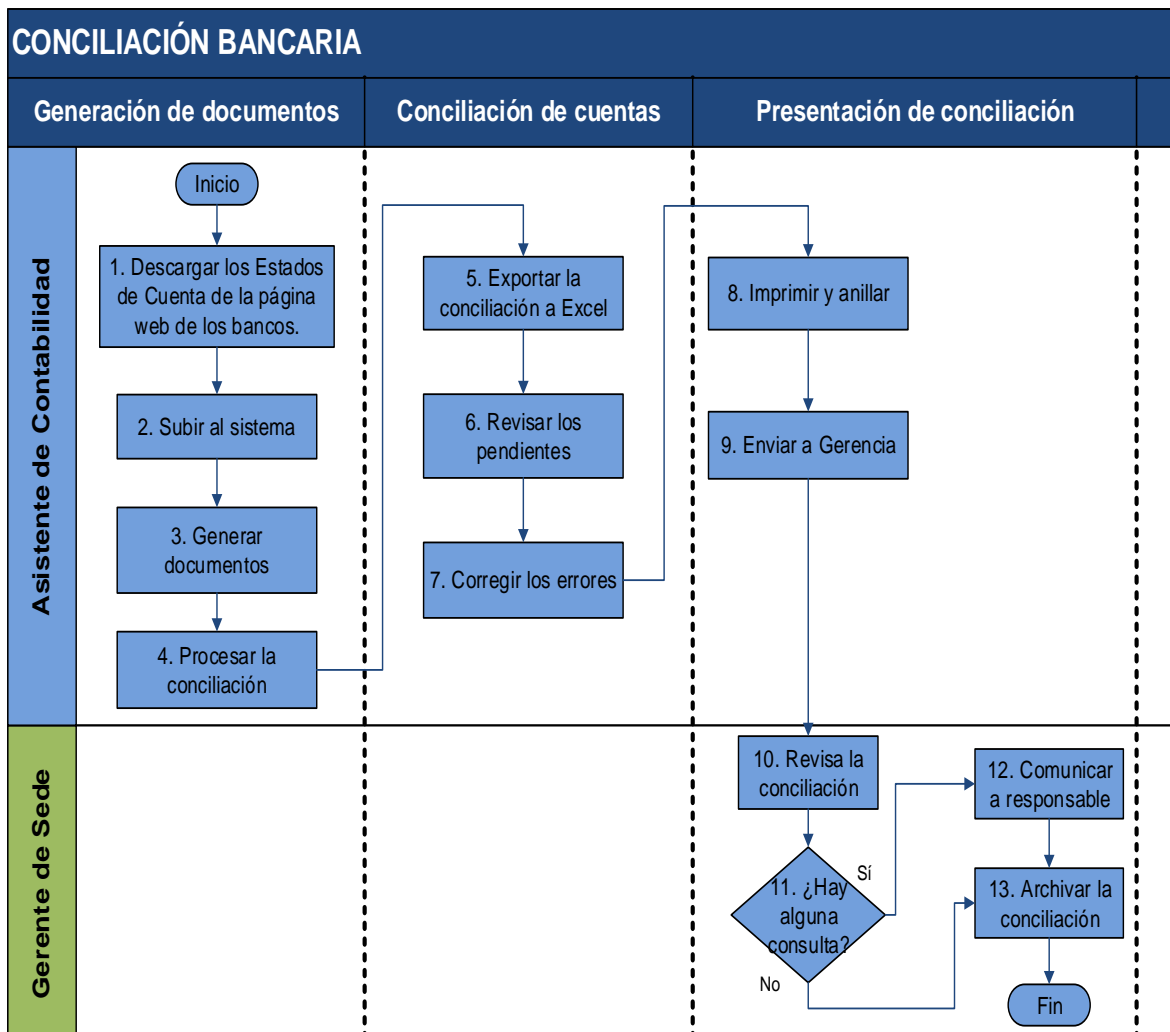 CONCILIACIÓN BANCARIA
Generación de documentos
Conciliación de cuentas
Presentación de conciliación
Asistente de Contabilidad
Inicio
1. Descargar los Estados
de Cuenta de la página
web de los bancos.
2. Subir al sistema
3. Generar
documentos
4. Procesar la
conciliación
5. Exportar la
conciliación a Excel
6. Revisar los
pendientes
7. Corregir los errores
8. Imprimir y anillar
9. Enviar a Gerencia
Gerente de Sede
10. Revisa la
conciliación
11. ¿Hay
alguna
consulta?
Sí
No
12. Comunicar
a responsable
13. Archivar la
conciliación
Fin